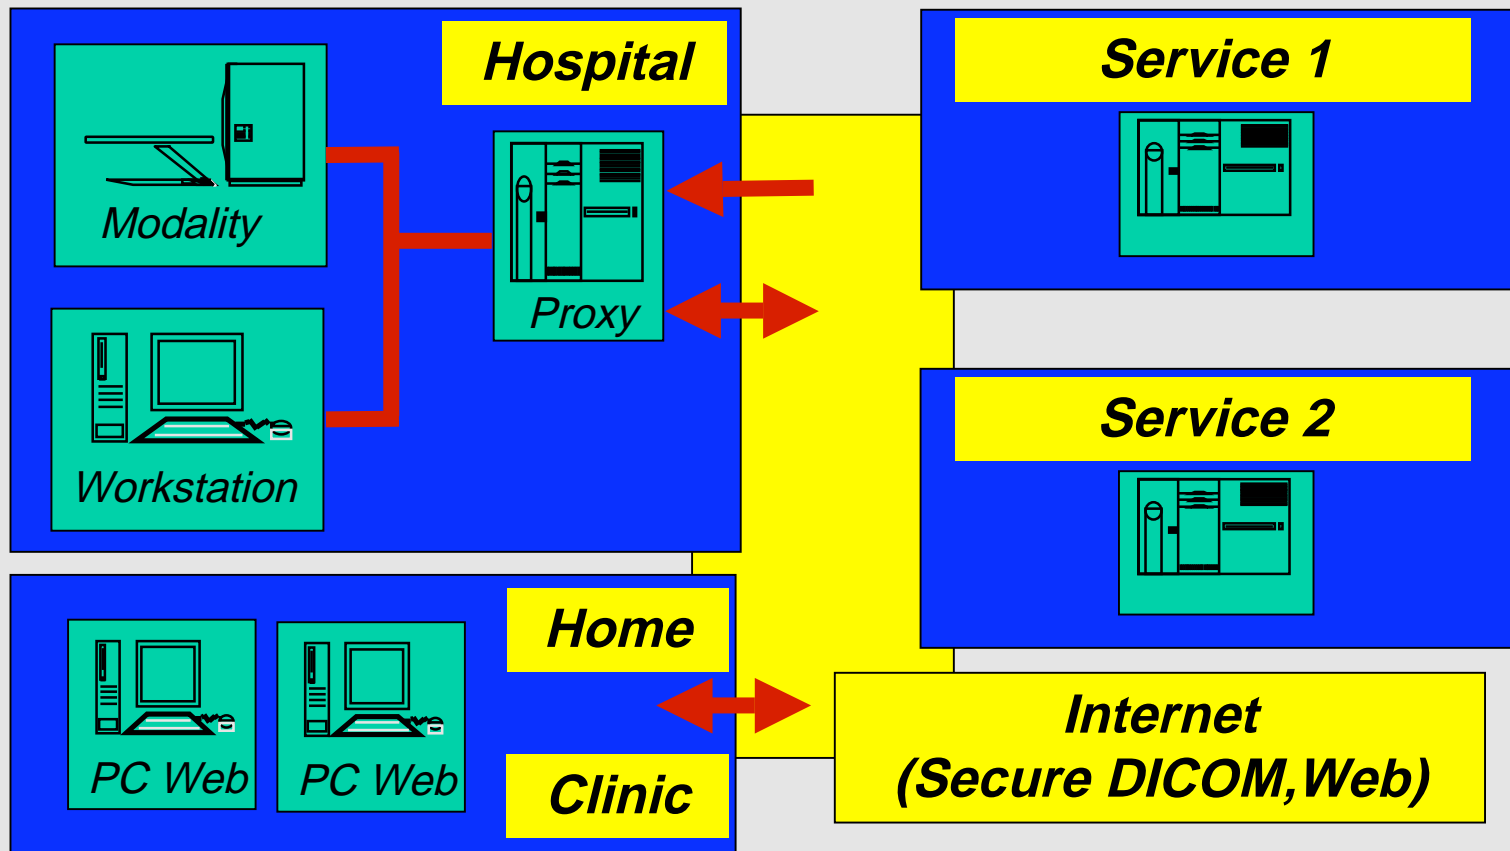 Hospital
Modality
Proxy
Workstation
Service 1
Service 2
Home
Clinic
PC Web
PC Web
Internet
(Secure DICOM,Web)